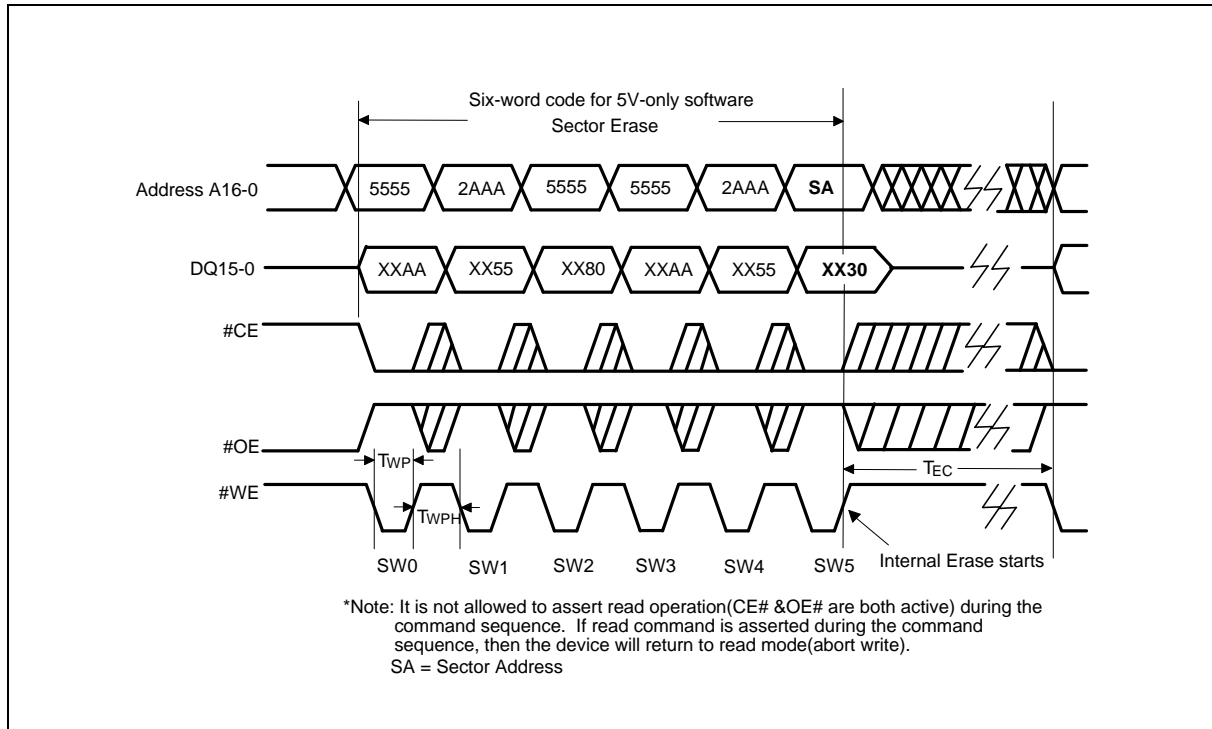 Six-word code for 5V-only software
Sector Erase
Address A16-0
5555
2AAA
5555
5555
2AAA
SA
DQ15-0
XXAA
XX55
XX80
XXAA
XX55
XX30
#CE
#OE
TWP
TEC
#WE
TWPH
Internal Erase starts
SW0
SW1
SW2
SW3
SW4
SW5
*Note: It is not allowed to assert read operation(CE# &OE# are both active) during the
command sequence. If read command is asserted during the command
sequence, then the device will return to read mode(abort write).
SA = Sector Address